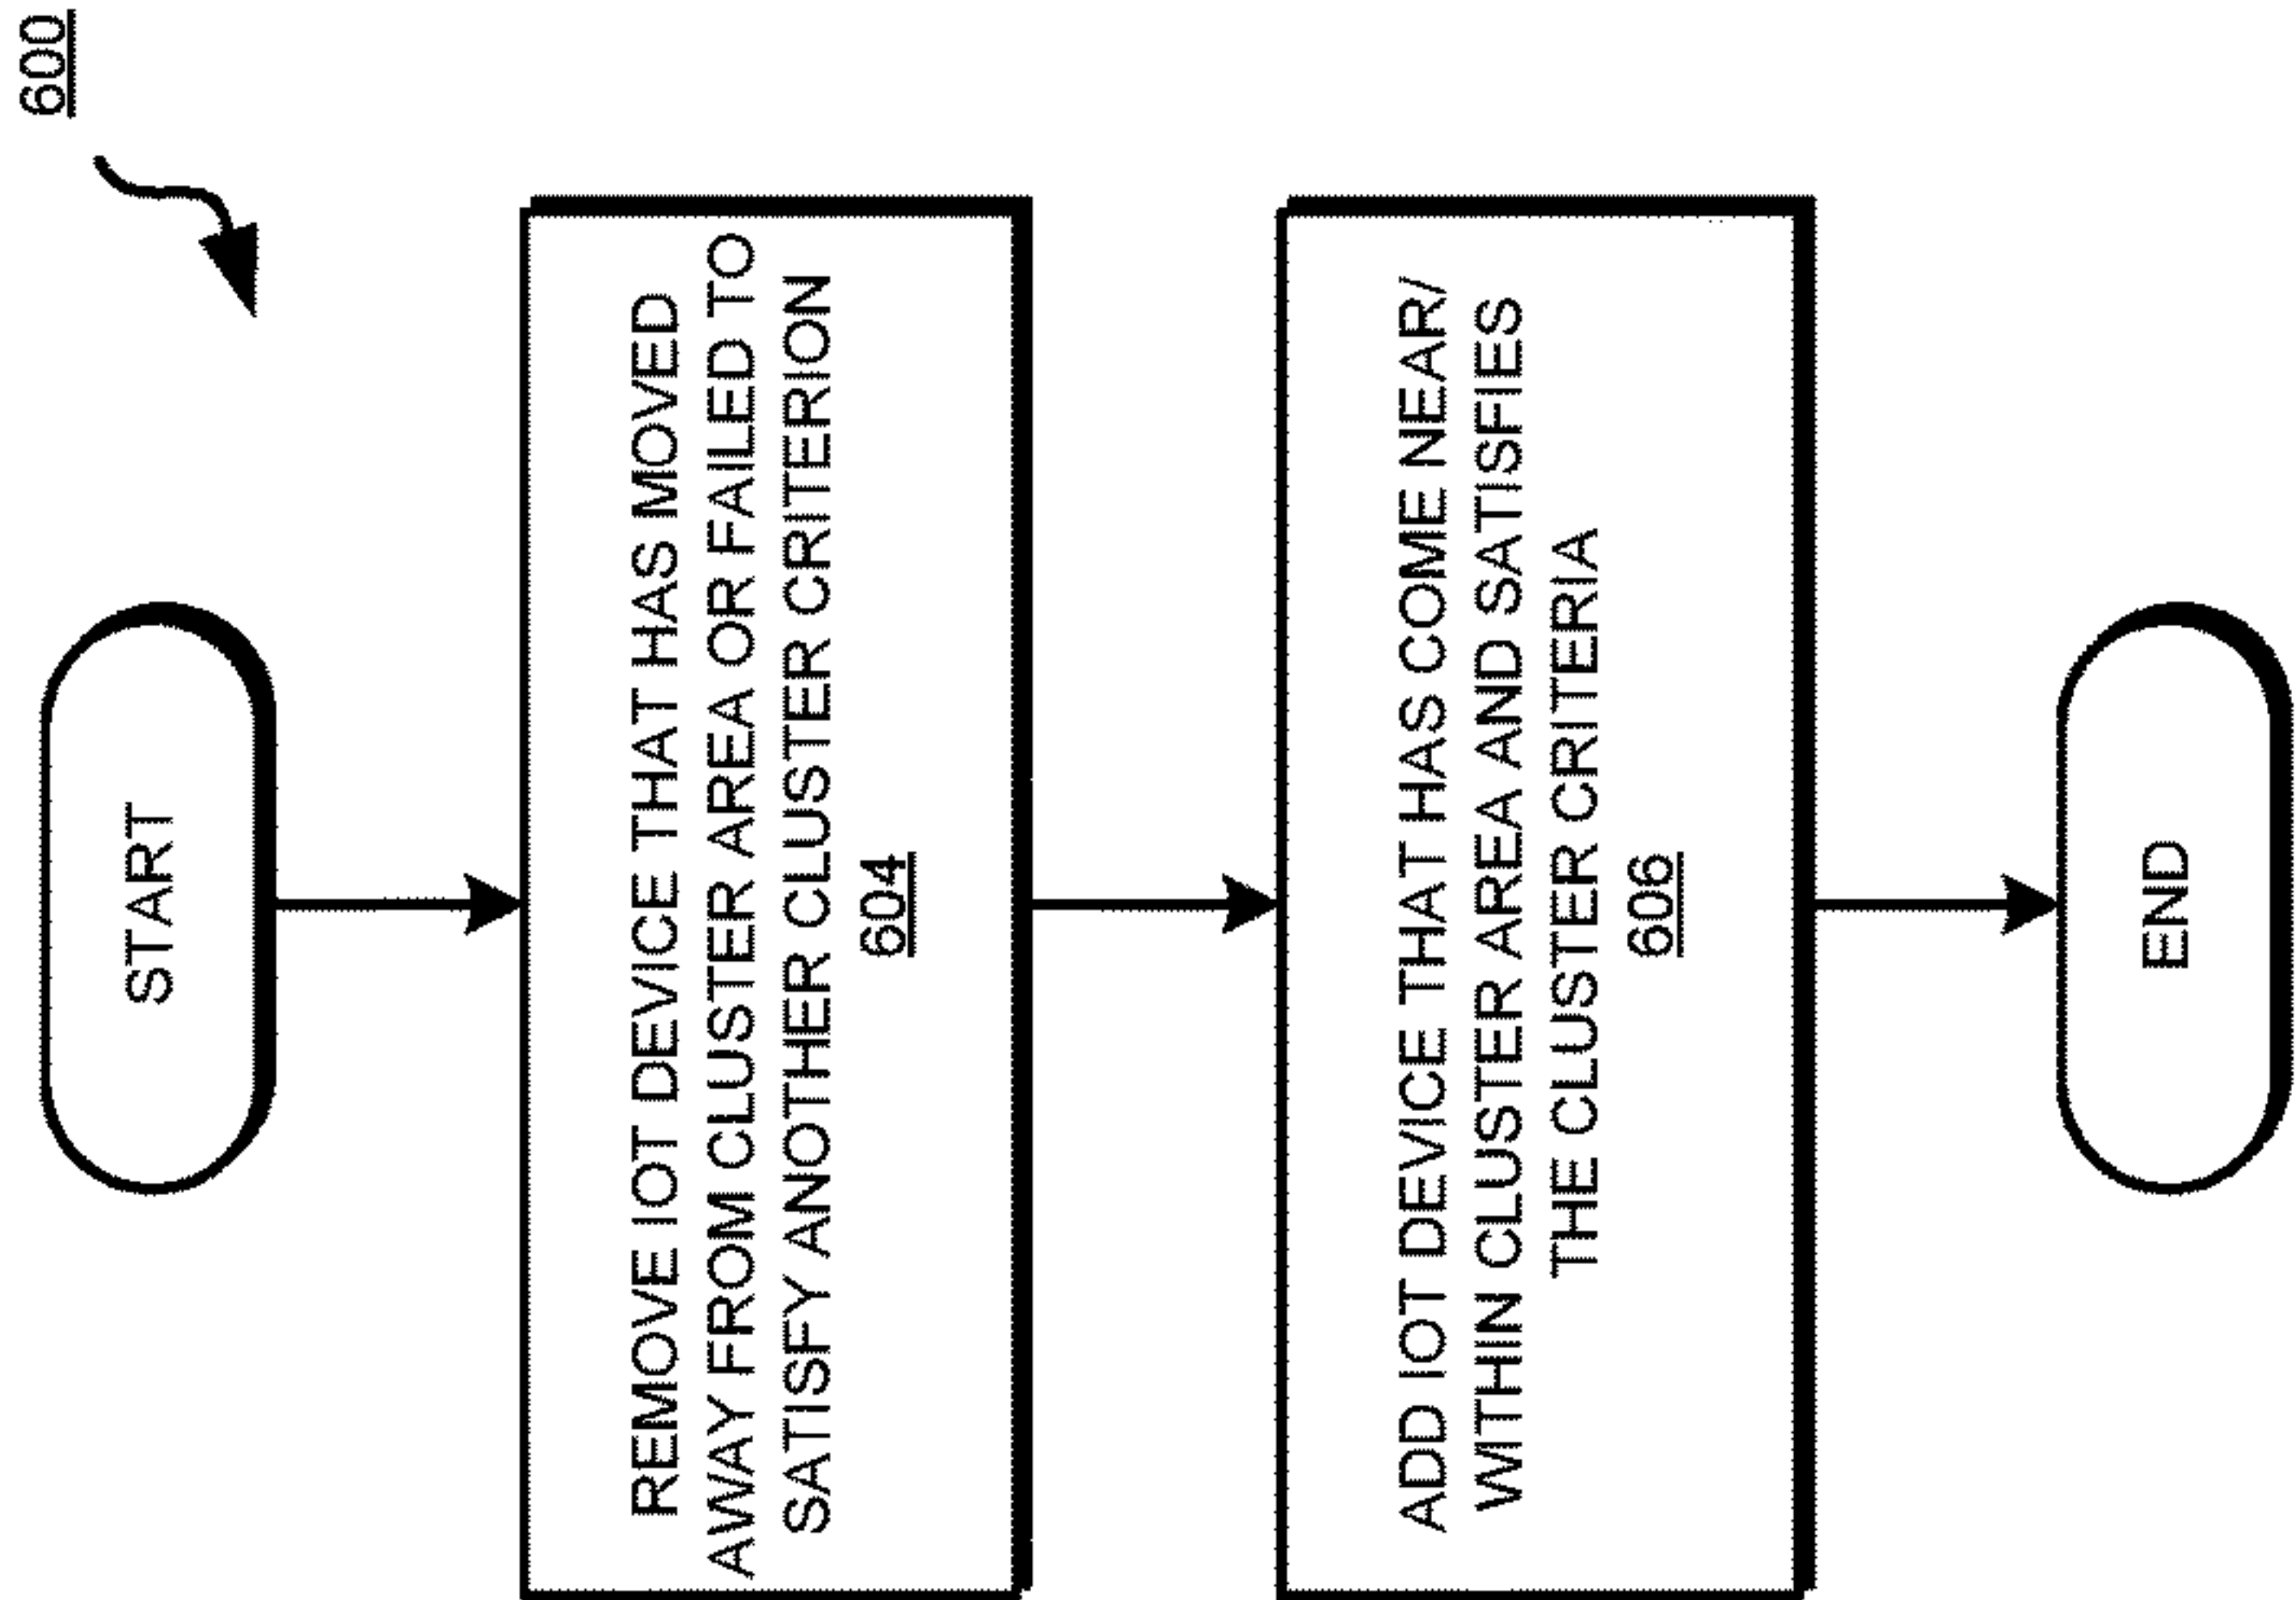 600
START
REMOVE IOT DEVICE THAT HAS MOVED
AWAY FROM CLUSTER AREA OR FAILED TO
SATISFY ANOTHER CLUSTER CRITERION
604
ADD IOT DEVICE THAT HAS COME NEAR/
WITHIN CLUSTER AREA AND SATISFIES
THE CLUSTER CRITERIA
606
END